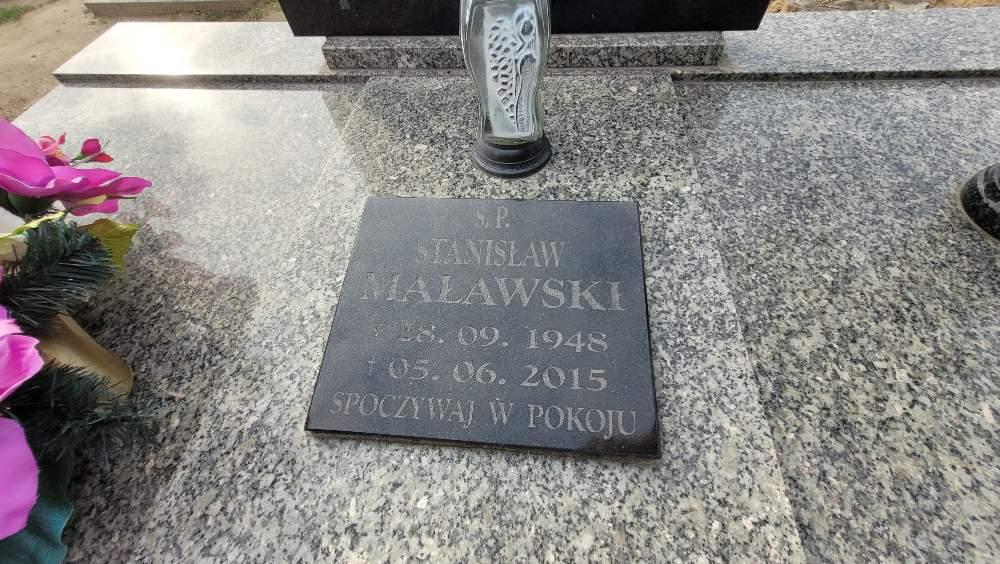 Ś. P.
STANISŁAW
MAŁAWSKI
* 28. 09. 1948
† 05. 06. 2015
SPOCZYWAJ W POKOJU